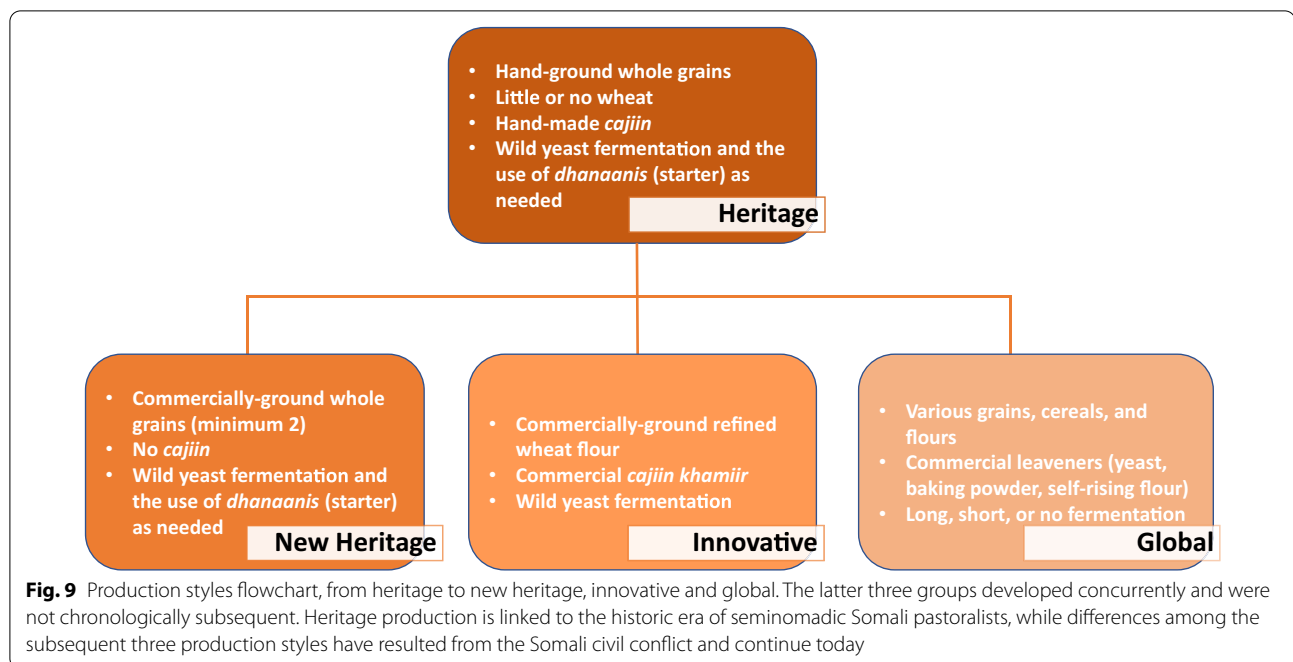 • Hand-ground whole grains
• Little or no wheat
• Hand-made cajiin
• Wild yeast fermentation and the
use of dhanaanis (starter) as
needed
Heritage
• Commercially-ground whole
grains (minimum 2)
• No cajiin
• Wild yeast fermentation and
the use of dhanaanis (starter)
as needed
New Heritage
• Commercially-ground refined
wheat flour
• Commercial cajiin khamiir
• Wild yeast fermentation
Innovative
• Various grains, cereals, and
flours
• Commercial leaveners (yeast,
baking powder, self-rising flour)
• Long, short, or no fermentation
Global
Fig. 9 Production styles flowchart, from heritage to new heritage, innovative and global. The latter three groups developed concurrently and were
not chronologically subsequent. Heritage production is linked to the historic era of seminomadic Somali pastoralists, while differences among the
subsequent three production styles have resulted from the Somali civil conflict and continue today